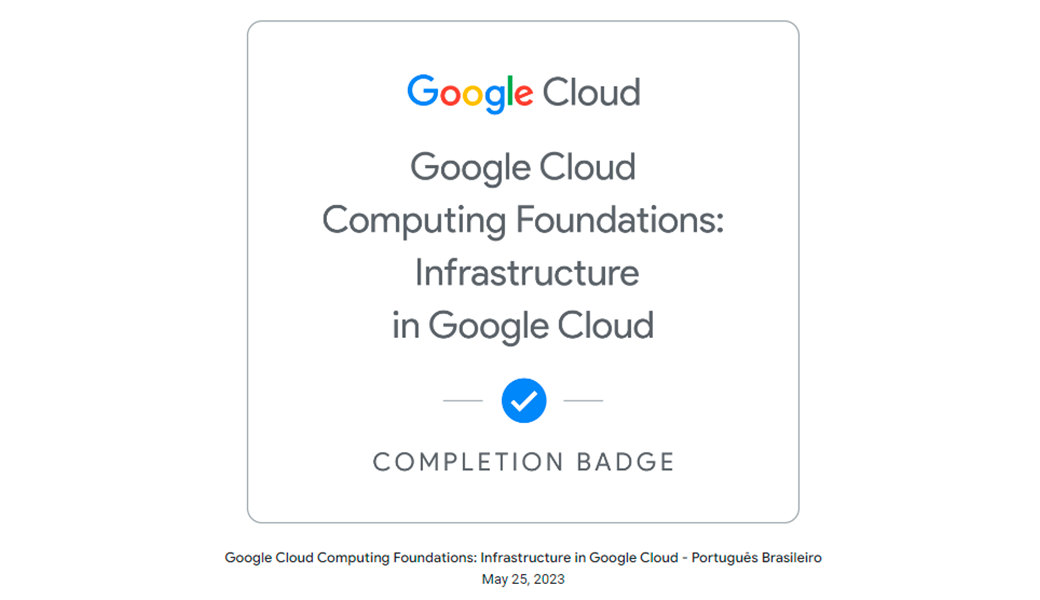 Google Cloud
Google Cloud
Computing Foundations:
Infrastructure
in Google Cloud
COMPLETION BADGE
Google Cloud Computing Foundations: Infrastructure in Google Cloud - Português Brasileiro
May 25, 2023